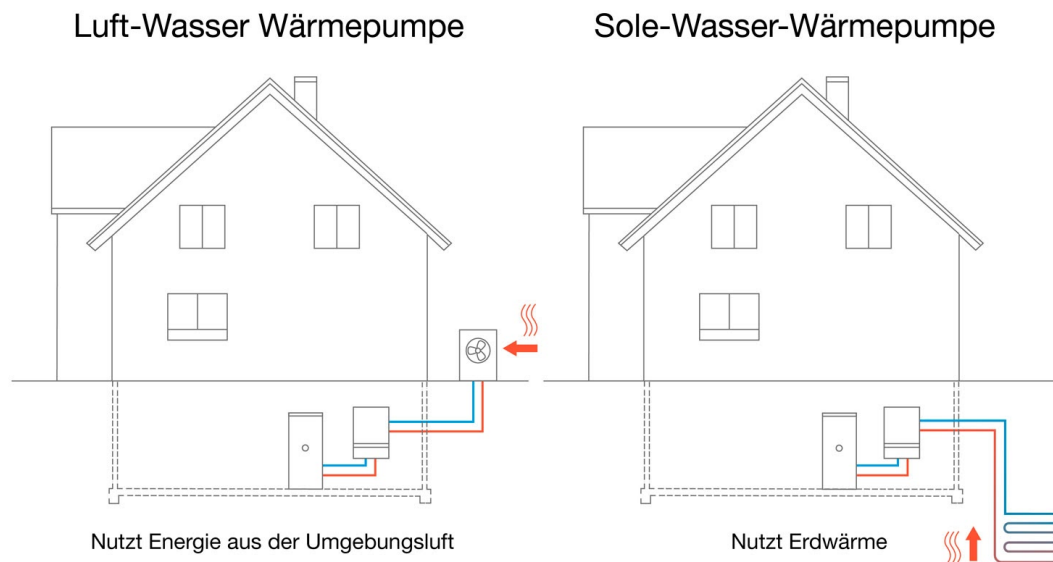 Luft-Wasser Wärmepumpe
Sole-Wasser-Wärmepumpe
Nutzt Energie aus der Umgebungsluft
Nutzt Erdwärme